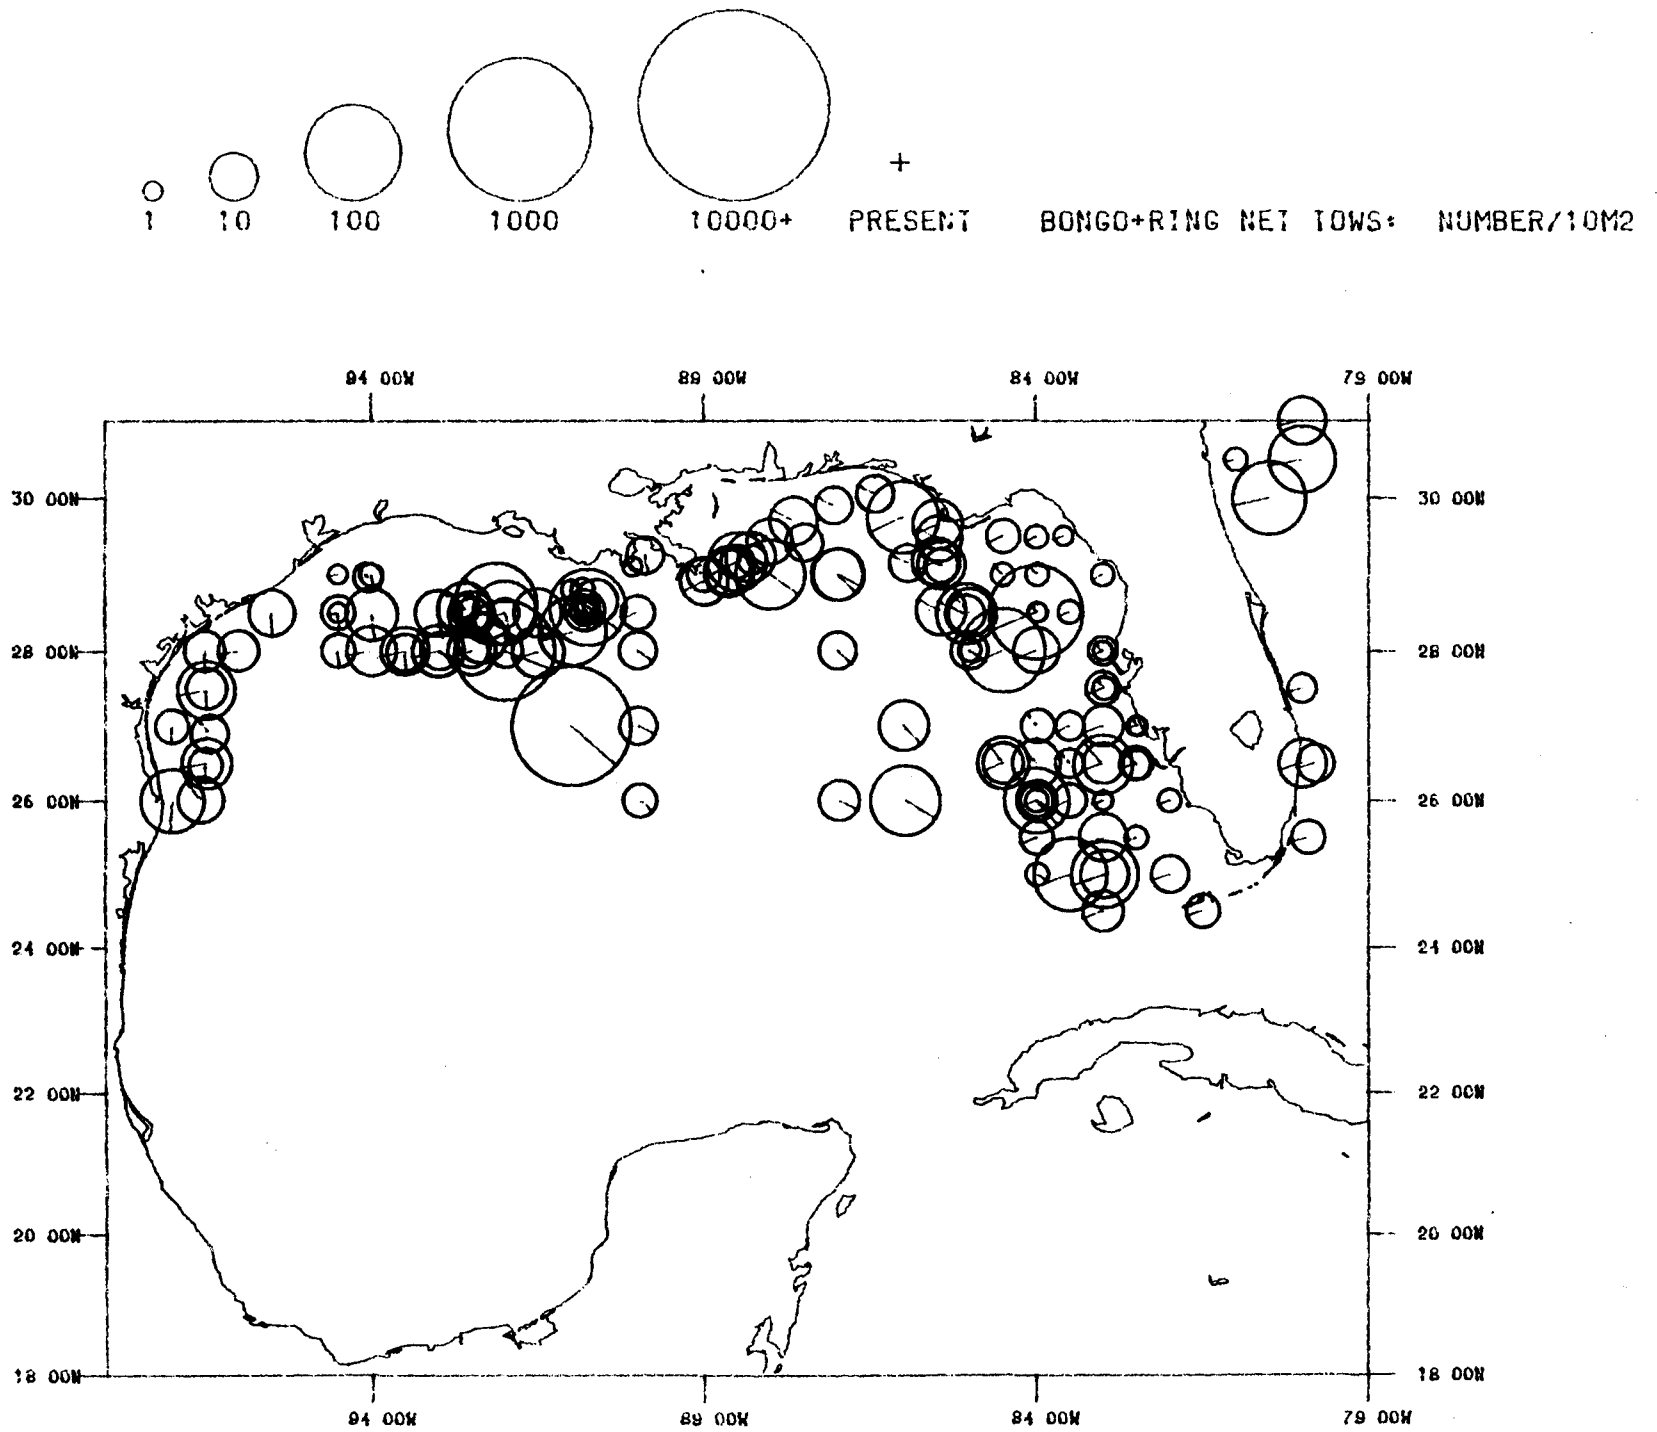 1 10 100 1000 10000+ PRESENT BONGO+RING NET TOWS: NUMBER/10M2
94 00W 89 00W 84 00W 79 00W
30 00N 30 00N
28 00N 28 00N
26 00N 26 00N
24 00N 24 00N
22 00N 22 00N
20 00N 20 00N
18 00N 18 00N
94 00W 89 00W 84 00W 79 00W